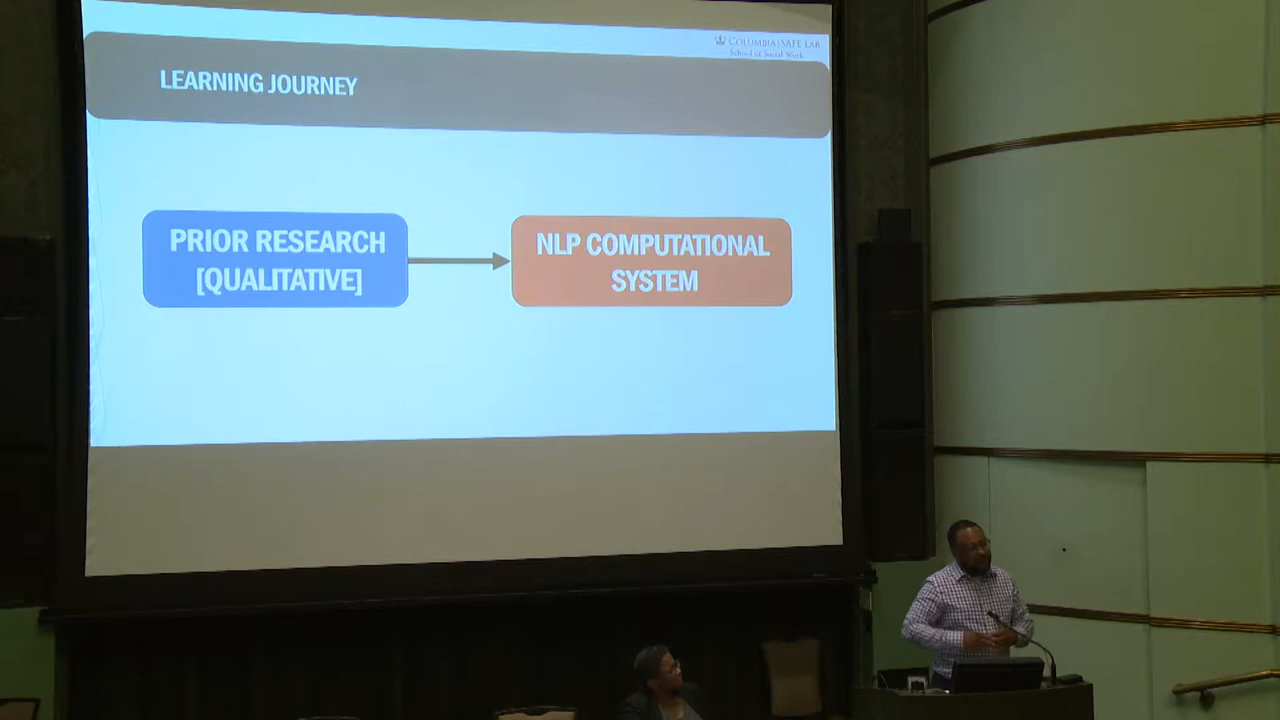 COLUMBIA | SAFE LAB
School of Social Work
LEARNING JOURNEY
PRIOR RESEARCH
[QUALITATIVE]
NLP COMPUTATIONAL
SYSTEM